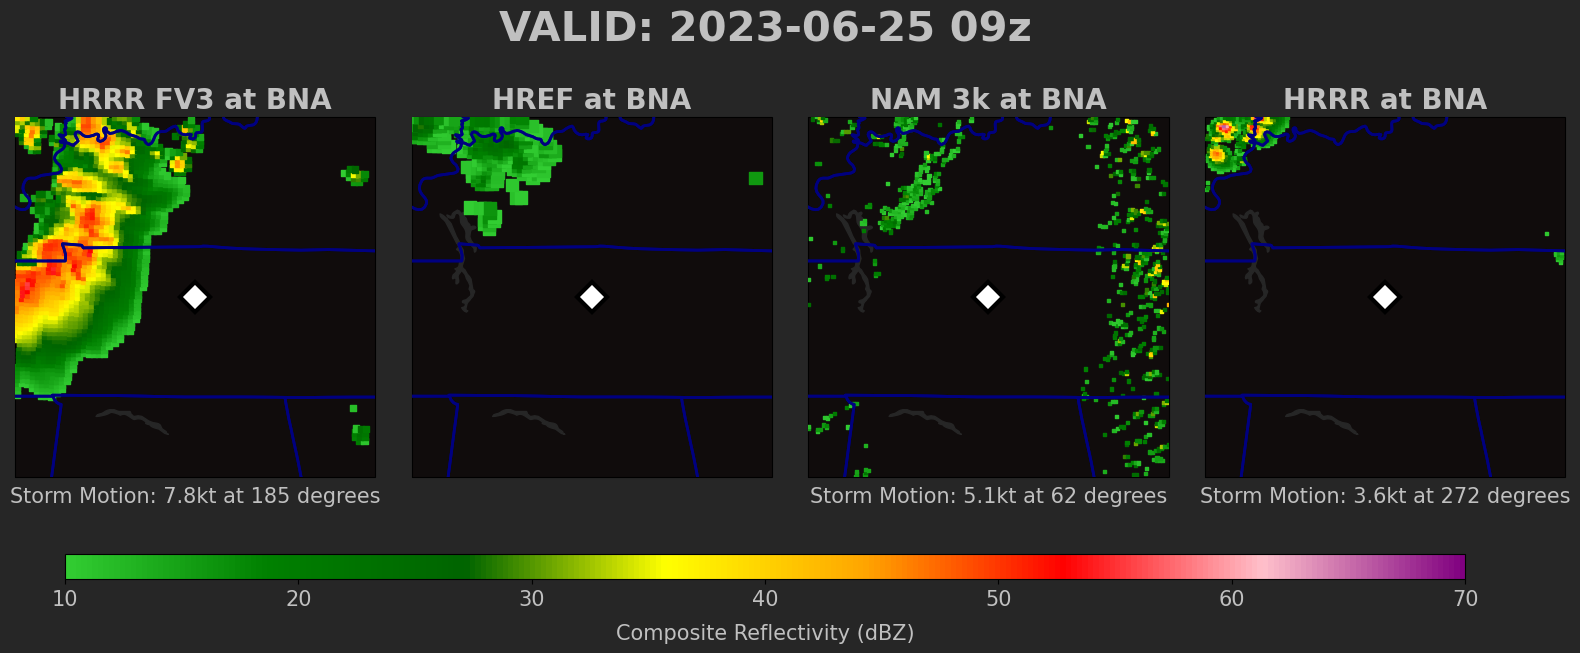 VALID: 2023-06-25 09z
HRRR FV3 at BNA
HREF at BNA
NAM 3k at BNA
HRRR at BNA
Storm Motion: 7.8kt at 185 degrees
Storm Motion: 5.1kt at 62 degrees
Storm Motion: 3.6kt at 272 degrees
10 20 30 40 50 60 70
Composite Reflectivity (dBZ)